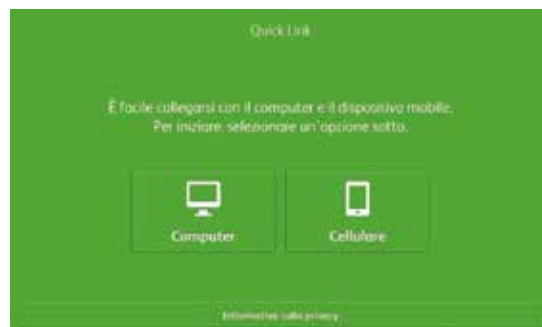 Quick Link
È facile collegarsi con il computer e il dispositivo mobile.
Per iniziare, selezionare un'opzione sotto.
Computer
Cellulare
Informativa sulla privacy